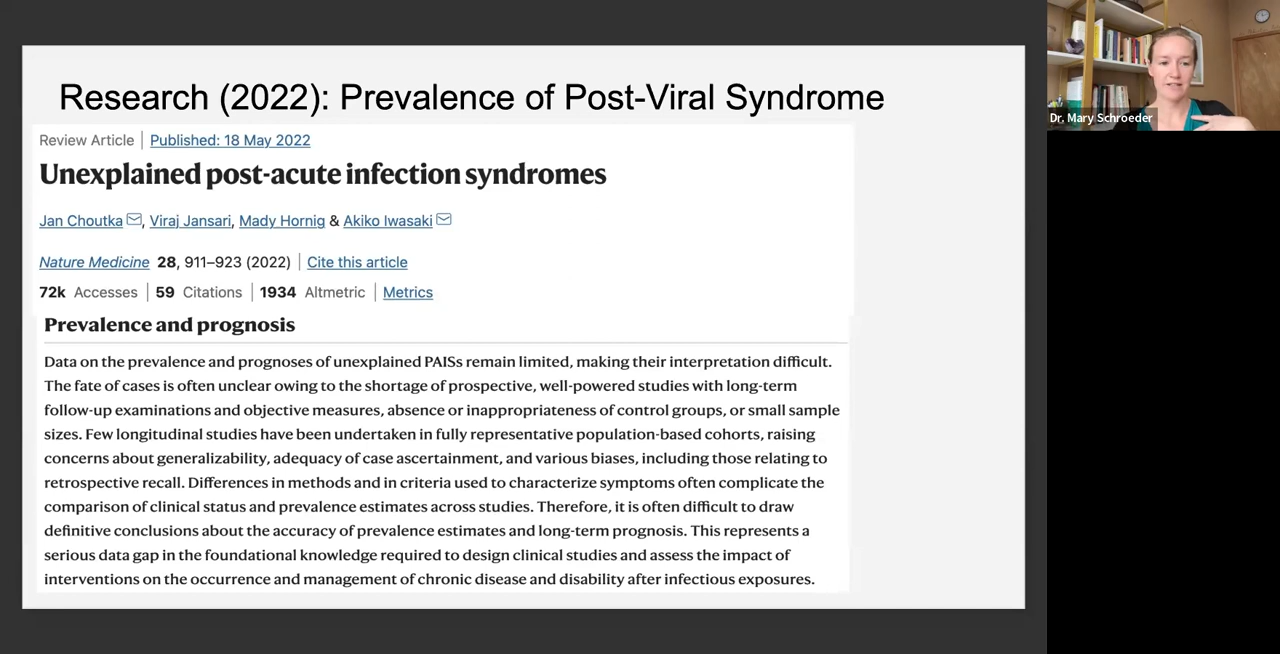 Research (2022): Prevalence of Post-Viral Syndrome
Review Article | Published: 18 May 2022
Unexplained post-acute infection syndromes
Jan Choutka, Viraj Jansari, Mady Hornig & Akiko Iwasaki
Nature Medicine 28, 911–923 (2022) | Cite this article
72k Accesses | 59 Citations | 1934 Altmetric | Metrics
Prevalence and prognosis
Data on the prevalence and prognoses of unexplained PAISs remain limited, making their interpretation difficult.
The fate of cases is often unclear owing to the shortage of prospective, well-powered studies with long-term
follow-up examinations and objective measures, absence or inappropriateness of control groups, or small sample
sizes. Few longitudinal studies have been undertaken in fully representative population-based cohorts, raising
concerns about generalizability, adequacy of case ascertainment, and various biases, including those relating to
retrospective recall. Differences in methods and in criteria used to characterize symptoms often complicate the
comparison of clinical status and prevalence estimates across studies. Therefore, it is often difficult to draw
definitive conclusions about the accuracy of prevalence estimates and long-term prognosis. This represents a
serious data gap in the foundational knowledge required to design clinical studies and assess the impact of
interventions on the occurrence and management of chronic disease and disability after infectious exposures.
Dr. Mary Schroeder